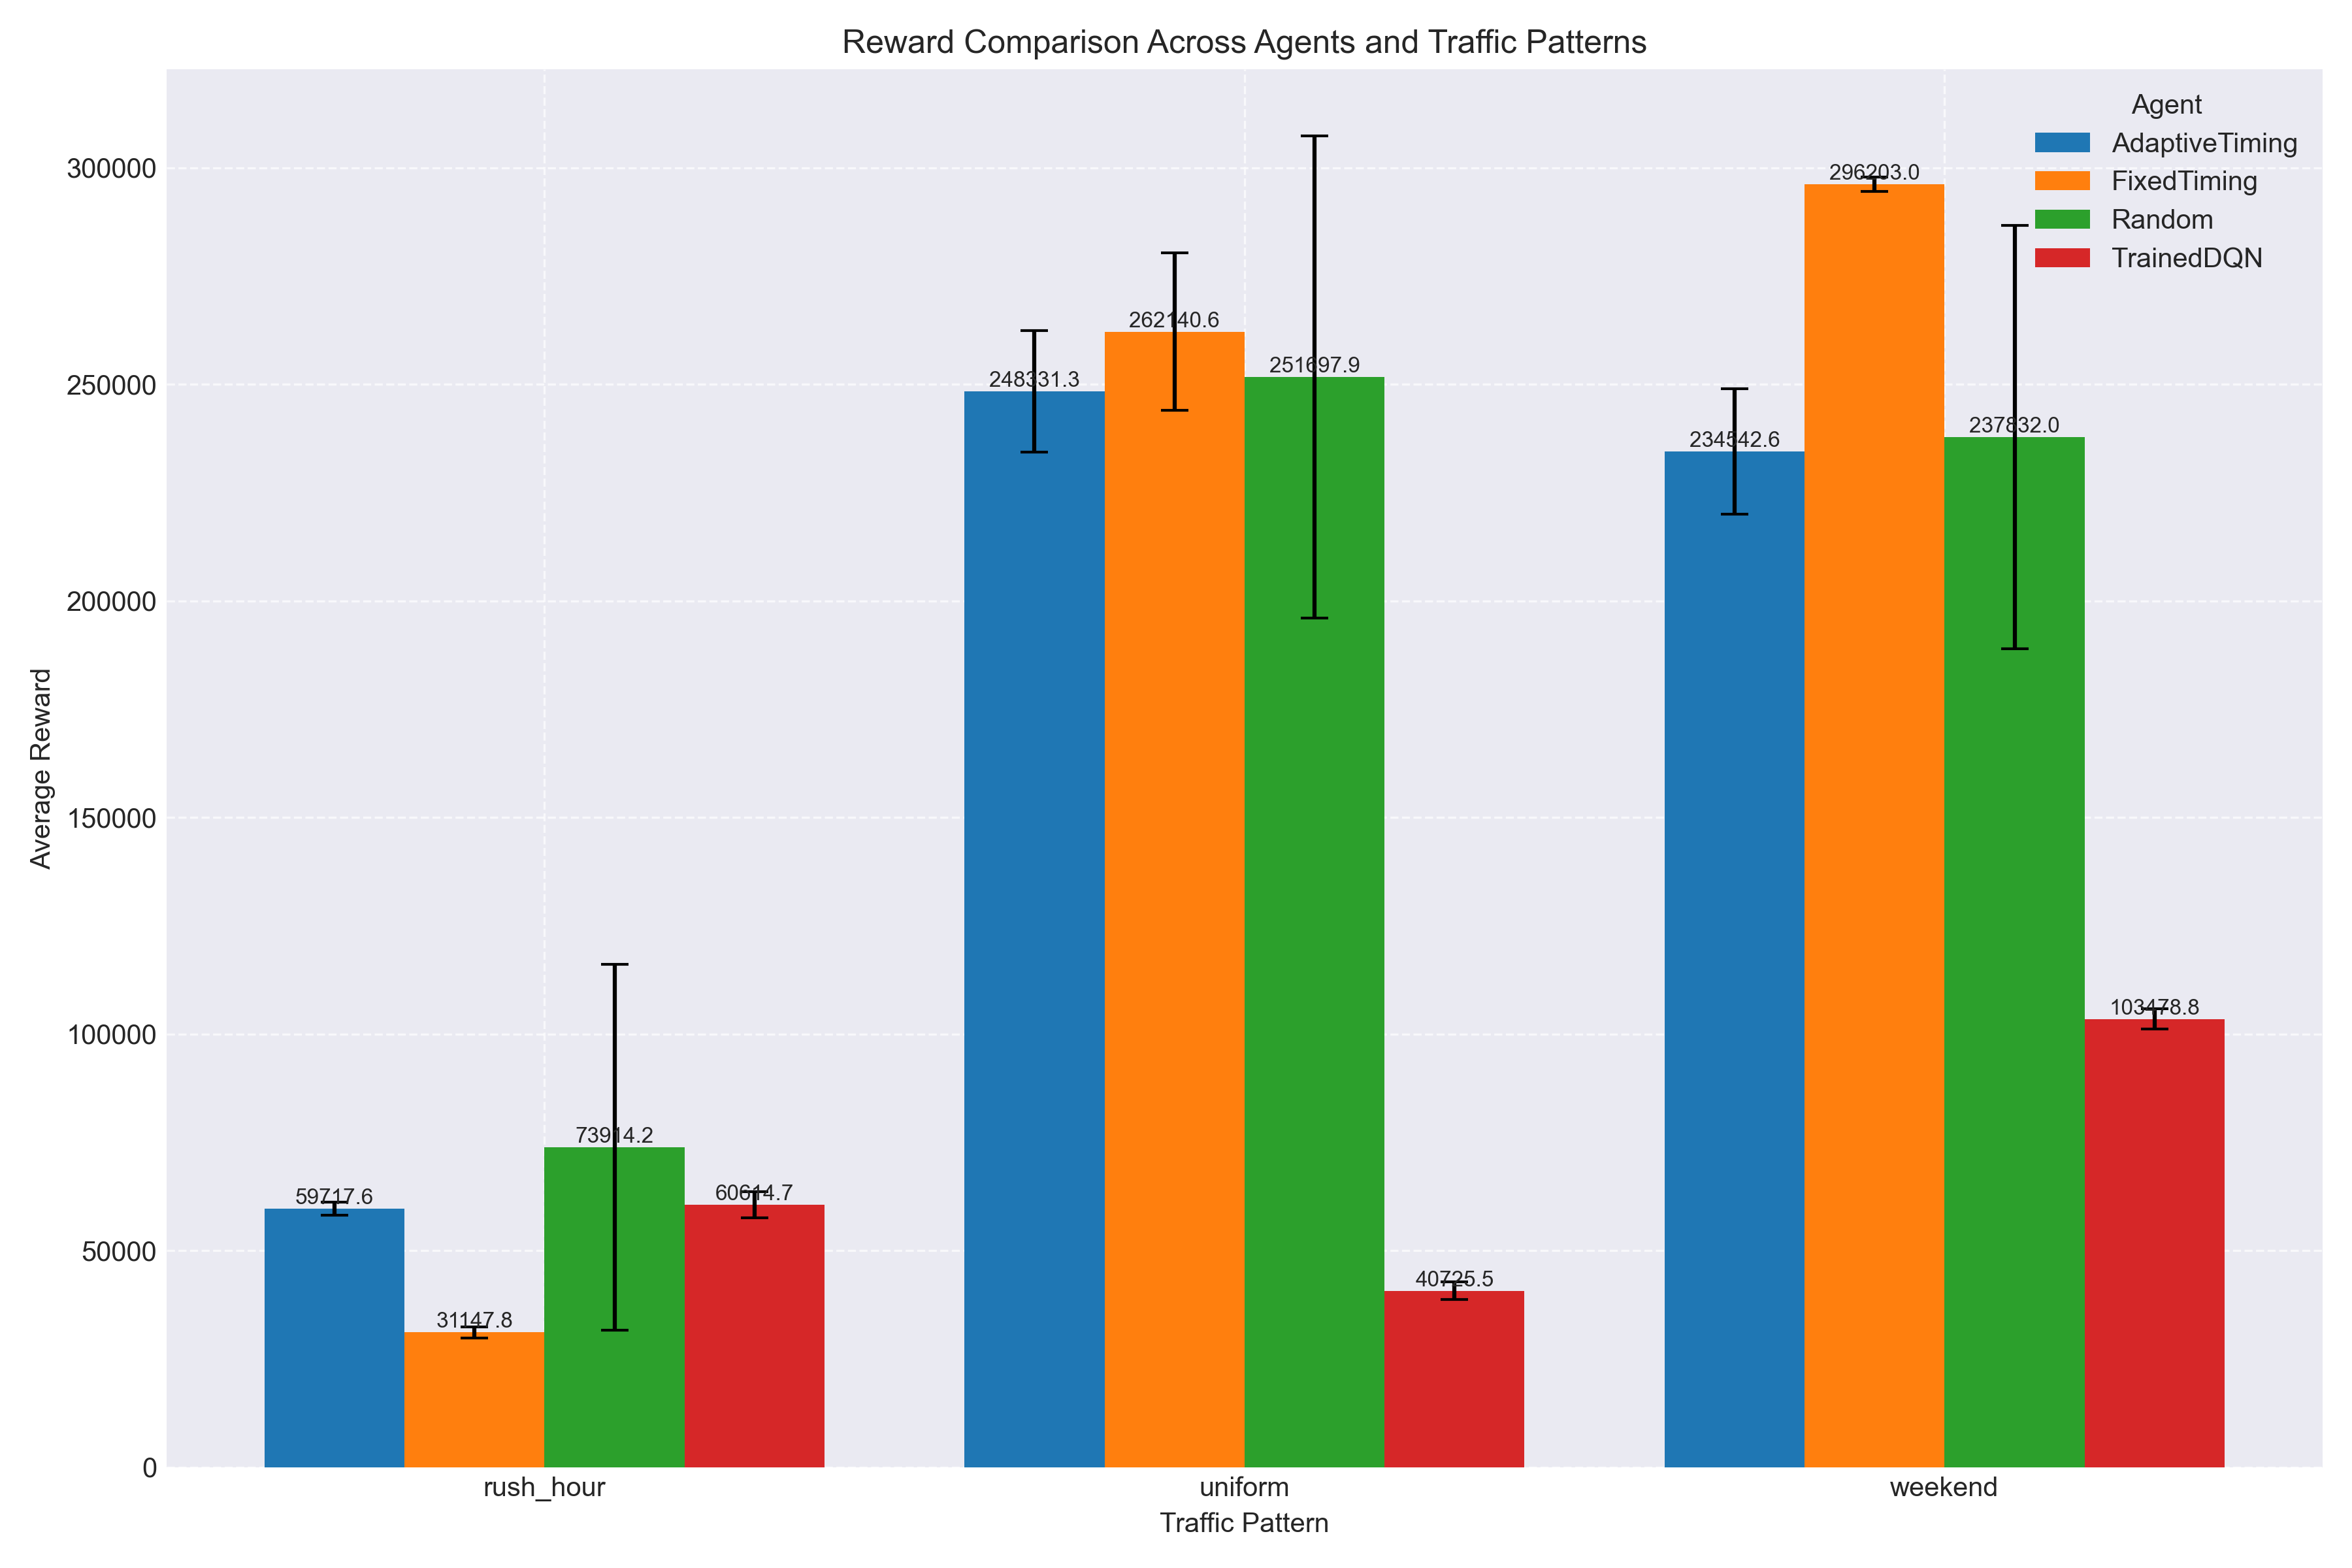 Reward Comparison Across Agents and Traffic Patterns
Agent
AdaptiveTiming
FixedTiming
Random
TrainedDQN
Average Reward
300000
250000
200000
150000
100000
50000
0
59717.6
31147.8
73914.2
60614.7
248331.3
262140.6
251697.9
40725.5
234542.6
296203.0
237832.0
103478.8
rush_hour
uniform
weekend
Traffic Pattern